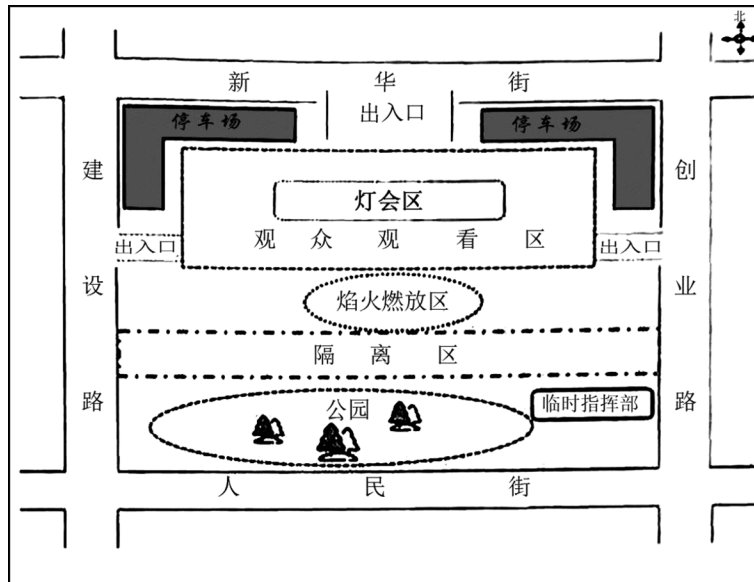 北
新华街
出入口
停车场
停车场
建设路
创业路
灯会区
观众观看区
出入口
出入口
焰火燃放区
隔离区
公园
临时指挥部
人民街